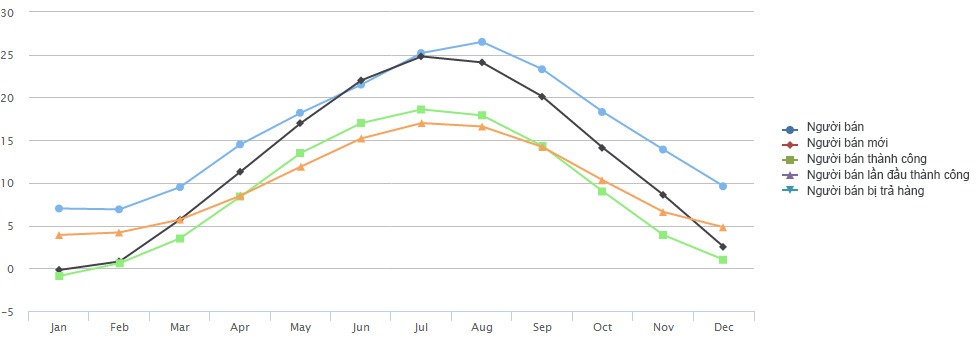 30
25
20
15
10
5
0
-5
Jan Feb Mar Apr May Jun Jul Aug Sep Oct Nov Dec
Người bán
Người bán mới
Người bán thành công
Người bán lần đầu thành công
Người bán bị trả hàng